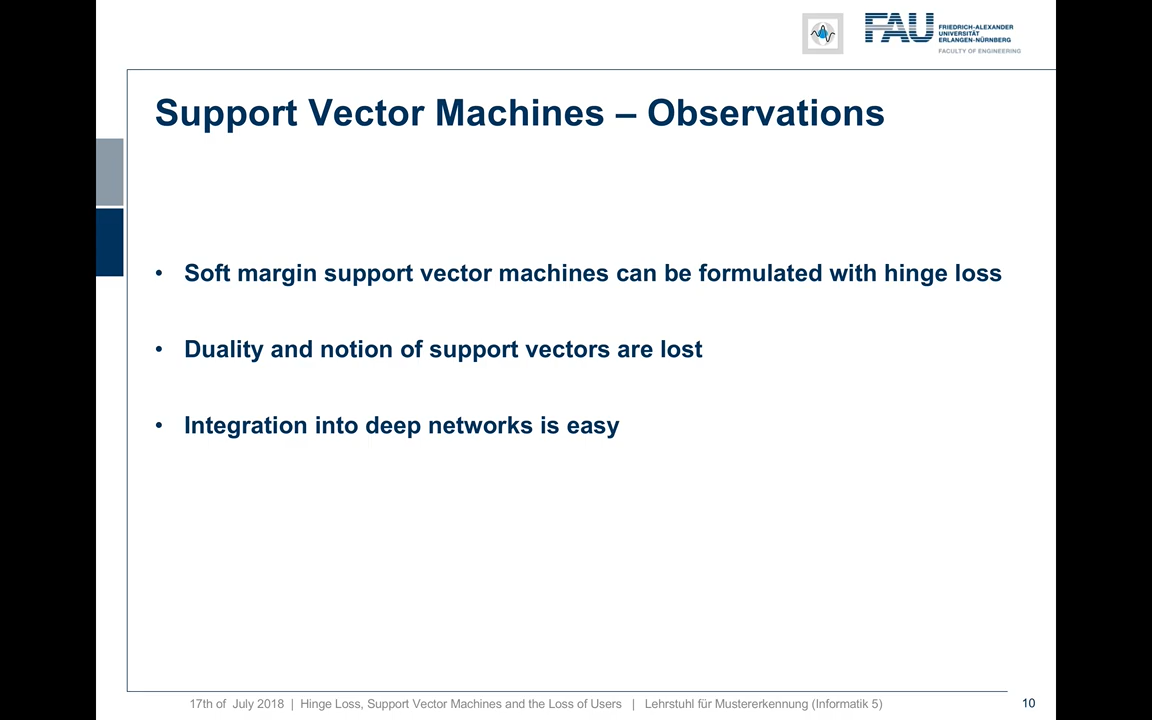 FAU
FRIEDRICH-ALEXANDER
UNIVERSITÄT
ERLANGEN-NÜRNBERG
FACULTY OF ENGINEERING
Support Vector Machines – Observations
• Soft margin support vector machines can be formulated with hinge loss
• Duality and notion of support vectors are lost
• Integration into deep networks is easy
17th of July 2018 | Hinge Loss, Support Vector Machines and the Loss of Users | Lehrstuhl für Mustererkennung (Informatik 5) 10